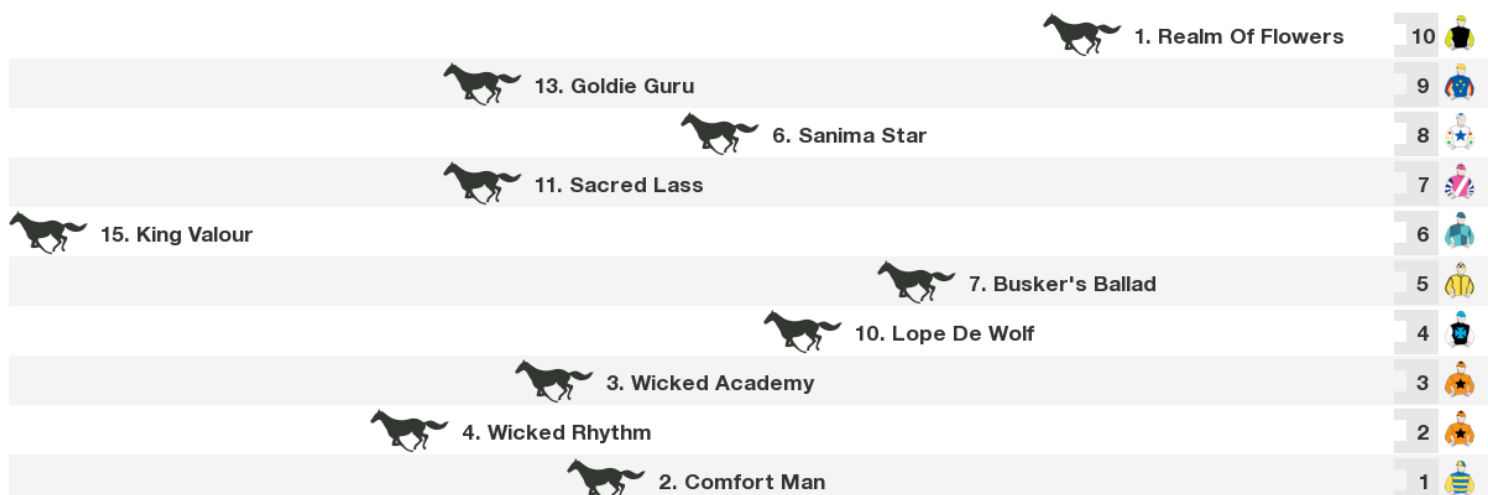 1. Realm Of Flowers 10
13. Goldie Guru 9
6. Sanima Star 8
11. Sacred Lass 7
15. King Valour 6
7. Busker's Ballad 5
10. Lope De Wolf 4
3. Wicked Academy 3
4. Wicked Rhythm 2
2. Comfort Man 1